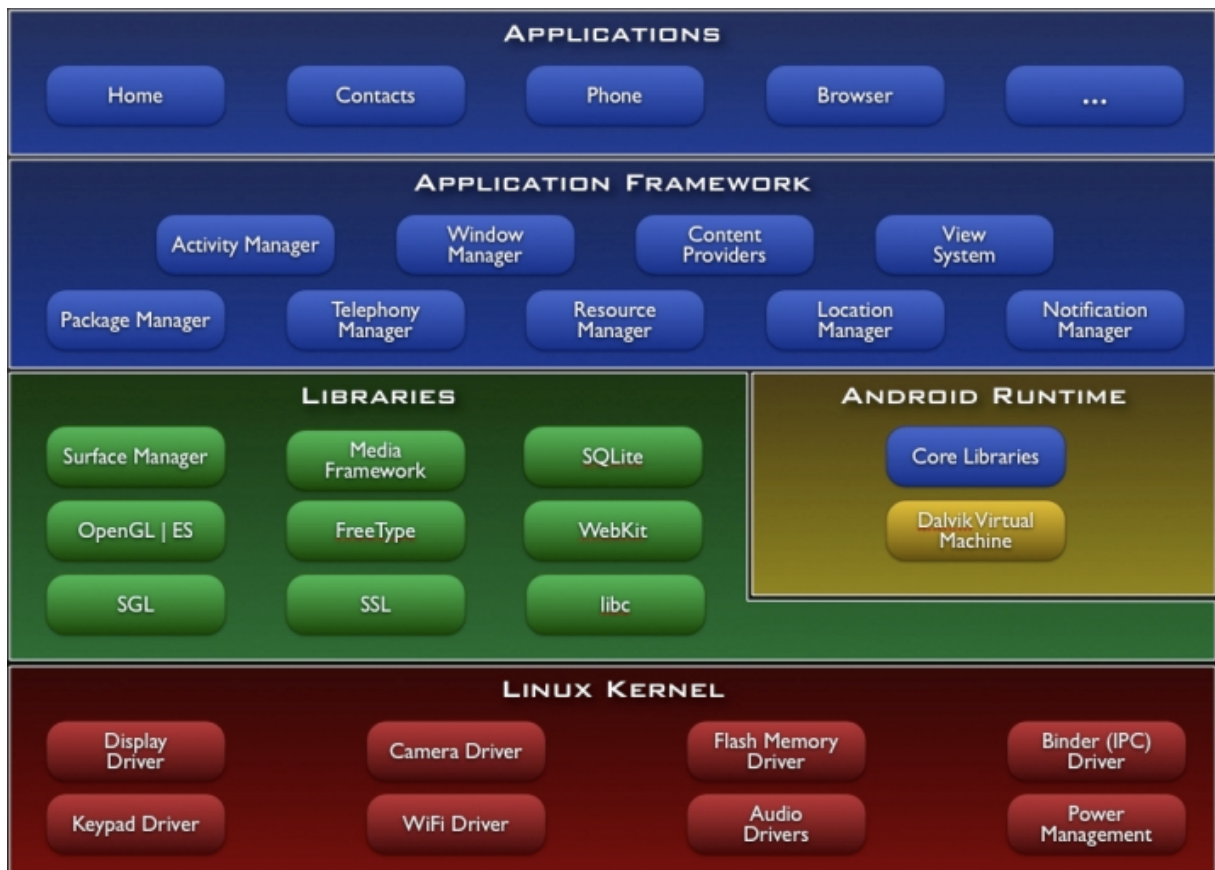 APPLICATIONS
Home
Contacts
Phone
Browser
...
APPLICATION FRAMEWORK
Activity Manager
Window
Manager
Content
Providers
View
System
Package Manager
Telephony
Manager
Resource
Manager
Location
Manager
Notification
Manager
LIBRARIES
Surface Manager
Media
Framework
SQLite
OpenGL | ES
FreeType
WebKit
SGL
SSL
libc
ANDROID RUNTIME
Core Libraries
Dalvik Virtual
Machine
LINUX KERNEL
Display
Driver
Camera Driver
Flash Memory
Driver
Binder (IPC)
Driver
Keypad Driver
WiFi Driver
Audio
Drivers
Power
Management